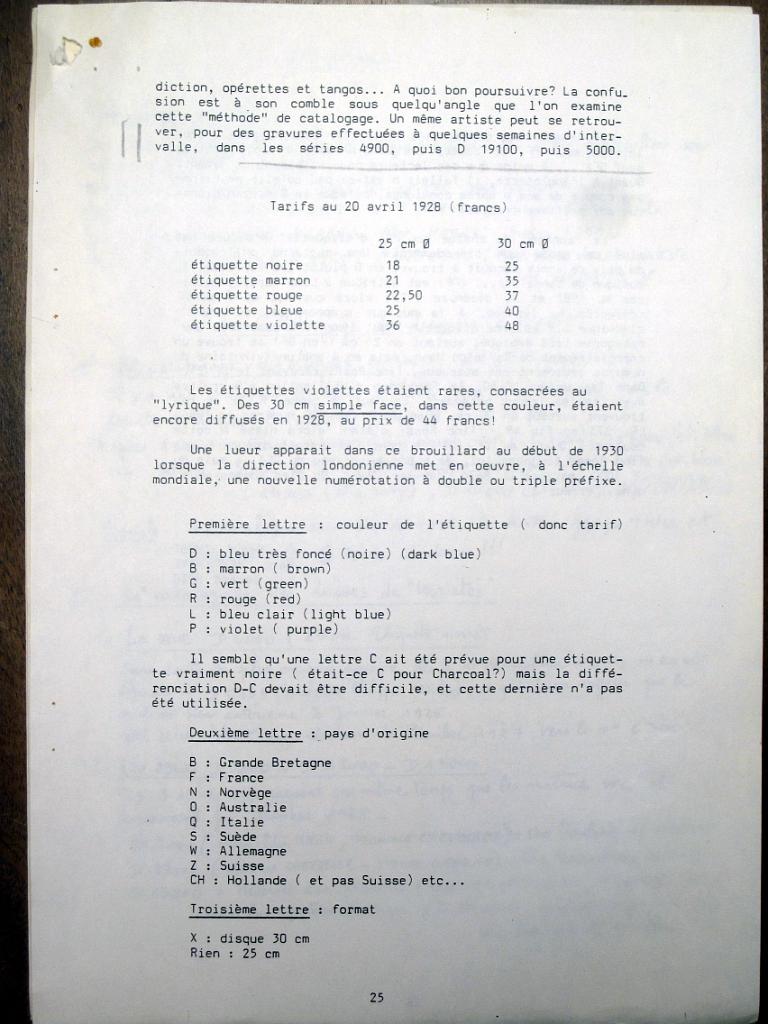 diction, opérettes et tangos... A quoi bon poursuivre? La confu-
sion est à son comble sous quelqu'angle que l'on examine
cette "méthode" de catalogage. Un même artiste peut se retrou-
ver, pour des gravures effectuées à quelques semaines d'inter-
valle, dans les séries 4900, puis D 19100, puis 5000.
Tarifs au 20 avril 1928 (francs)
25 cm Ø 30 cm Ø
étiquette noire 18 25
étiquette marron 21 35
étiquette rouge 22,50 37
étiquette bleue 25 40
étiquette violette 36 48
Les étiquettes violettes étaient rares, consacrées au
"lyrique". Des 30 cm simple face, dans cette couleur, étaient
encore diffusés en 1928, au prix de 44 francs!
Une lueur apparait dans ce brouillard au début de 1930
lorsque la direction londonienne met en oeuvre, à l'échelle
mondiale, une nouvelle numérotation à double ou triple préfixe.
Première lettre : couleur de l'étiquette ( donc tarif)
D : bleu très foncé (noire) (dark blue)
B : marron ( brown)
G : vert (green)
R : rouge (red)
L : bleu clair (light blue)
P : violet ( purple)
Il semble qu'une lettre C ait été prévue pour une étiquet-
te vraiment noire ( était-ce C pour Charcoal?) mais la diffé-
renciation D-C devait être difficile, et cette dernière n'a pas
été utilisée.
Deuxième lettre : pays d'origine
B : Grande Bretagne
F : France
N : Norvège
O : Australie
Q : Italie
S : Suède
W : Allemagne
Z : Suisse
CH : Hollande ( et pas Suisse) etc...
Troisième lettre : format
X : disque 30 cm
Rien : 25 cm
25